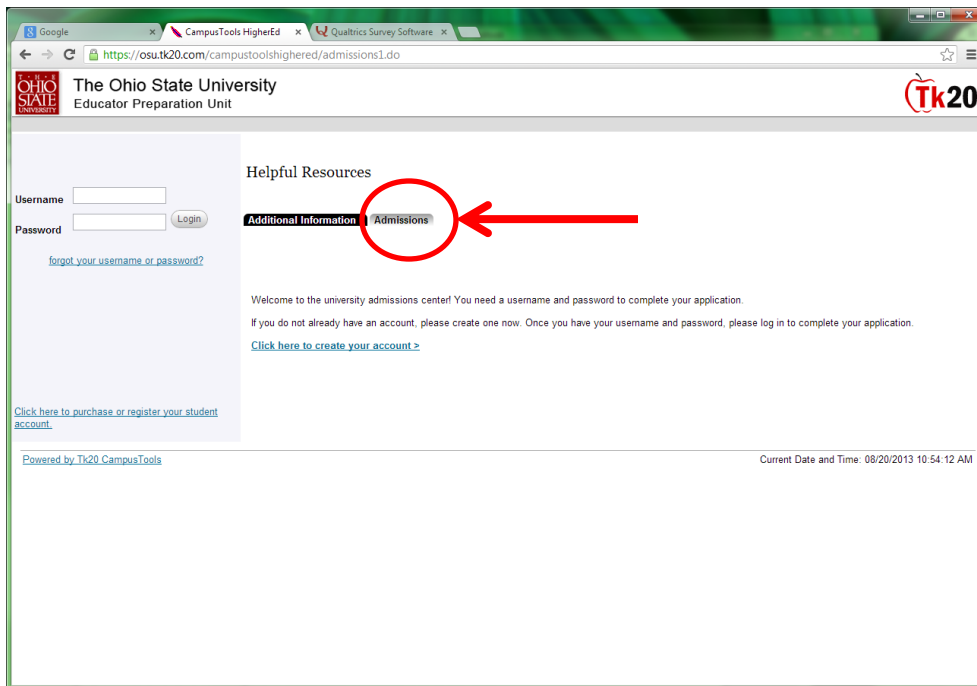 Google
CampusTools HigherEd
Qualtrics Survey Software
https://osu.tk20.com/campustoolshighered/admissions1.do
T · H · E
OHIO
STATE
UNIVERSITY
The Ohio State University
Educator Preparation Unit
Tk20
Helpful Resources
Username
Login
Password
Additional Information
Admissions
forgot your username or password?
Welcome to the university admissions center! You need a username and password to complete your application.
If you do not already have an account, please create one now. Once you have your username and password, please log in to complete your application.
Click here to create your account >
Click here to purchase or register your student
account.
Powered by Tk20 CampusTools
Current Date and Time: 08/20/2013 10:54:12 AM